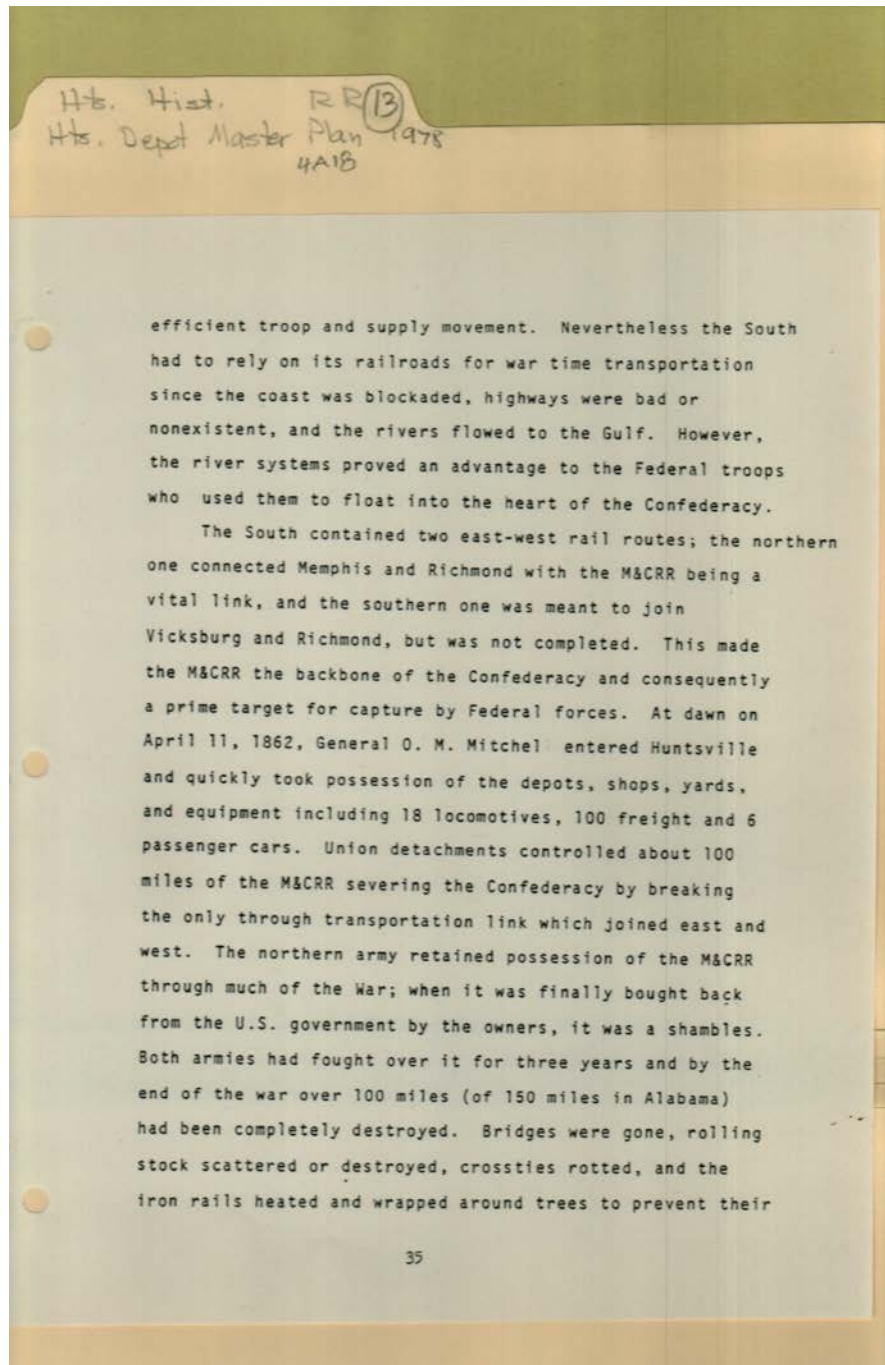 Hts. Hist. RR 13
Hts. Depot Master Plan 1978
4A18
efficient troop and supply movement. Nevertheless the South
had to rely on its railroads for war time transportation
since the coast was blockaded, highways were bad or
nonexistent, and the rivers flowed to the Gulf. However,
the river systems proved an advantage to the Federal troops
who used them to float into the heart of the Confederacy.
The South contained two east-west rail routes; the northern
one connected Memphis and Richmond with the M&CRR being a
vital link, and the southern one was meant to join
Vicksburg and Richmond, but was not completed. This made
the M&CRR the backbone of the Confederacy and consequently
a prime target for capture by Federal forces. At dawn on
April 11, 1862, General O. M. Mitchel entered Huntsville
and quickly took possession of the depots, shops, yards,
and equipment including 18 locomotives, 100 freight and 6
passenger cars. Union detachments controlled about 100
miles of the M&CRR severing the Confederacy by breaking
the only through transportation link which joined east and
west. The northern army retained possession of the M&CRR
through much of the War; when it was finally bought back
from the U.S. government by the owners, it was a shambles.
Both armies had fought over it for three years and by the
end of the war over 100 miles (of 150 miles in Alabama)
had been completely destroyed. Bridges were gone, rolling
stock scattered or destroyed, crossties rotted, and the
iron rails heated and wrapped around trees to prevent their
35